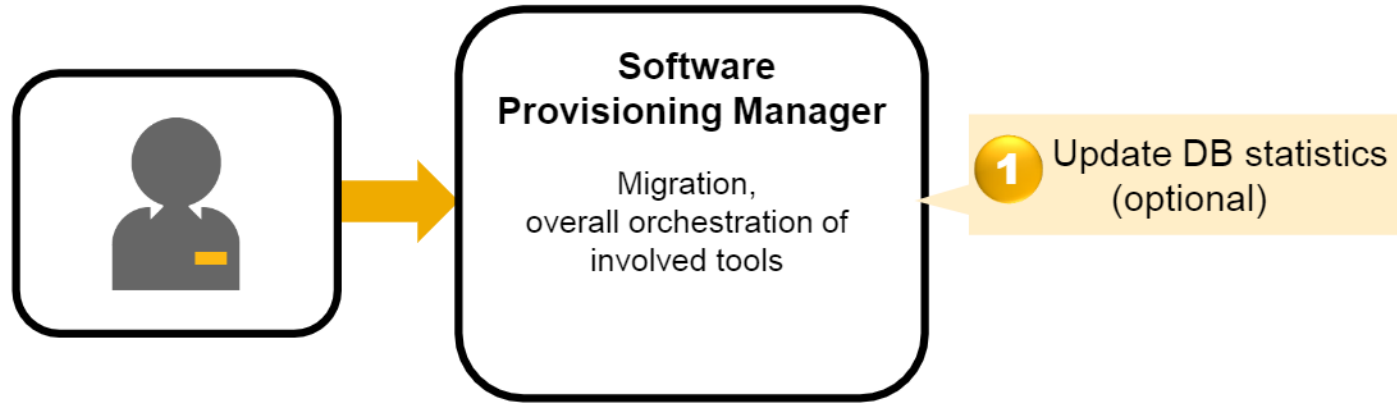 Software
Provisioning Manager
Migration,
overall orchestration of
involved tools
1 Update DB statistics
(optional)